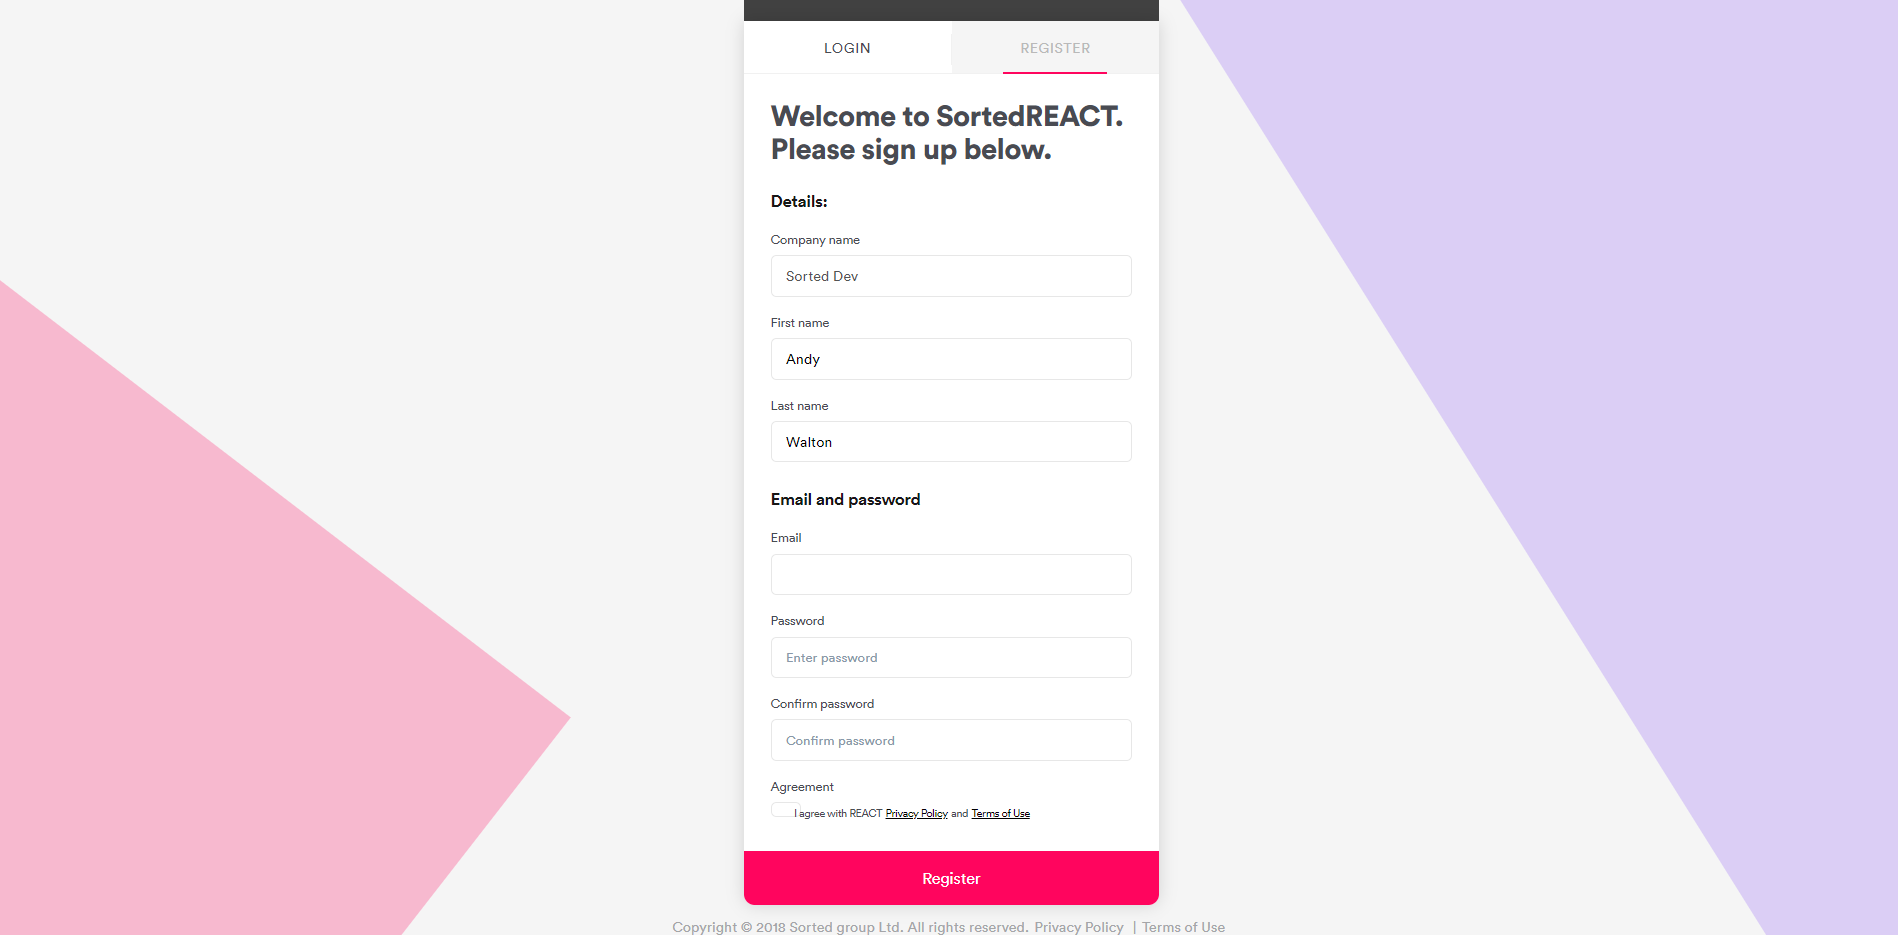 LOGIN
REGISTER
Welcome to SortedREACT.
Please sign up below.
Details:
Company name
Sorted Dev
First name
Andy
Last name
Walton
Email and password
Email
Password
Enter password
Confirm password
Confirm password
Agreement
I agree with REACT Privacy Policy and Terms of Use
Register
Copyright © 2018 Sorted group Ltd. All rights reserved. Privacy Policy | Terms of Use